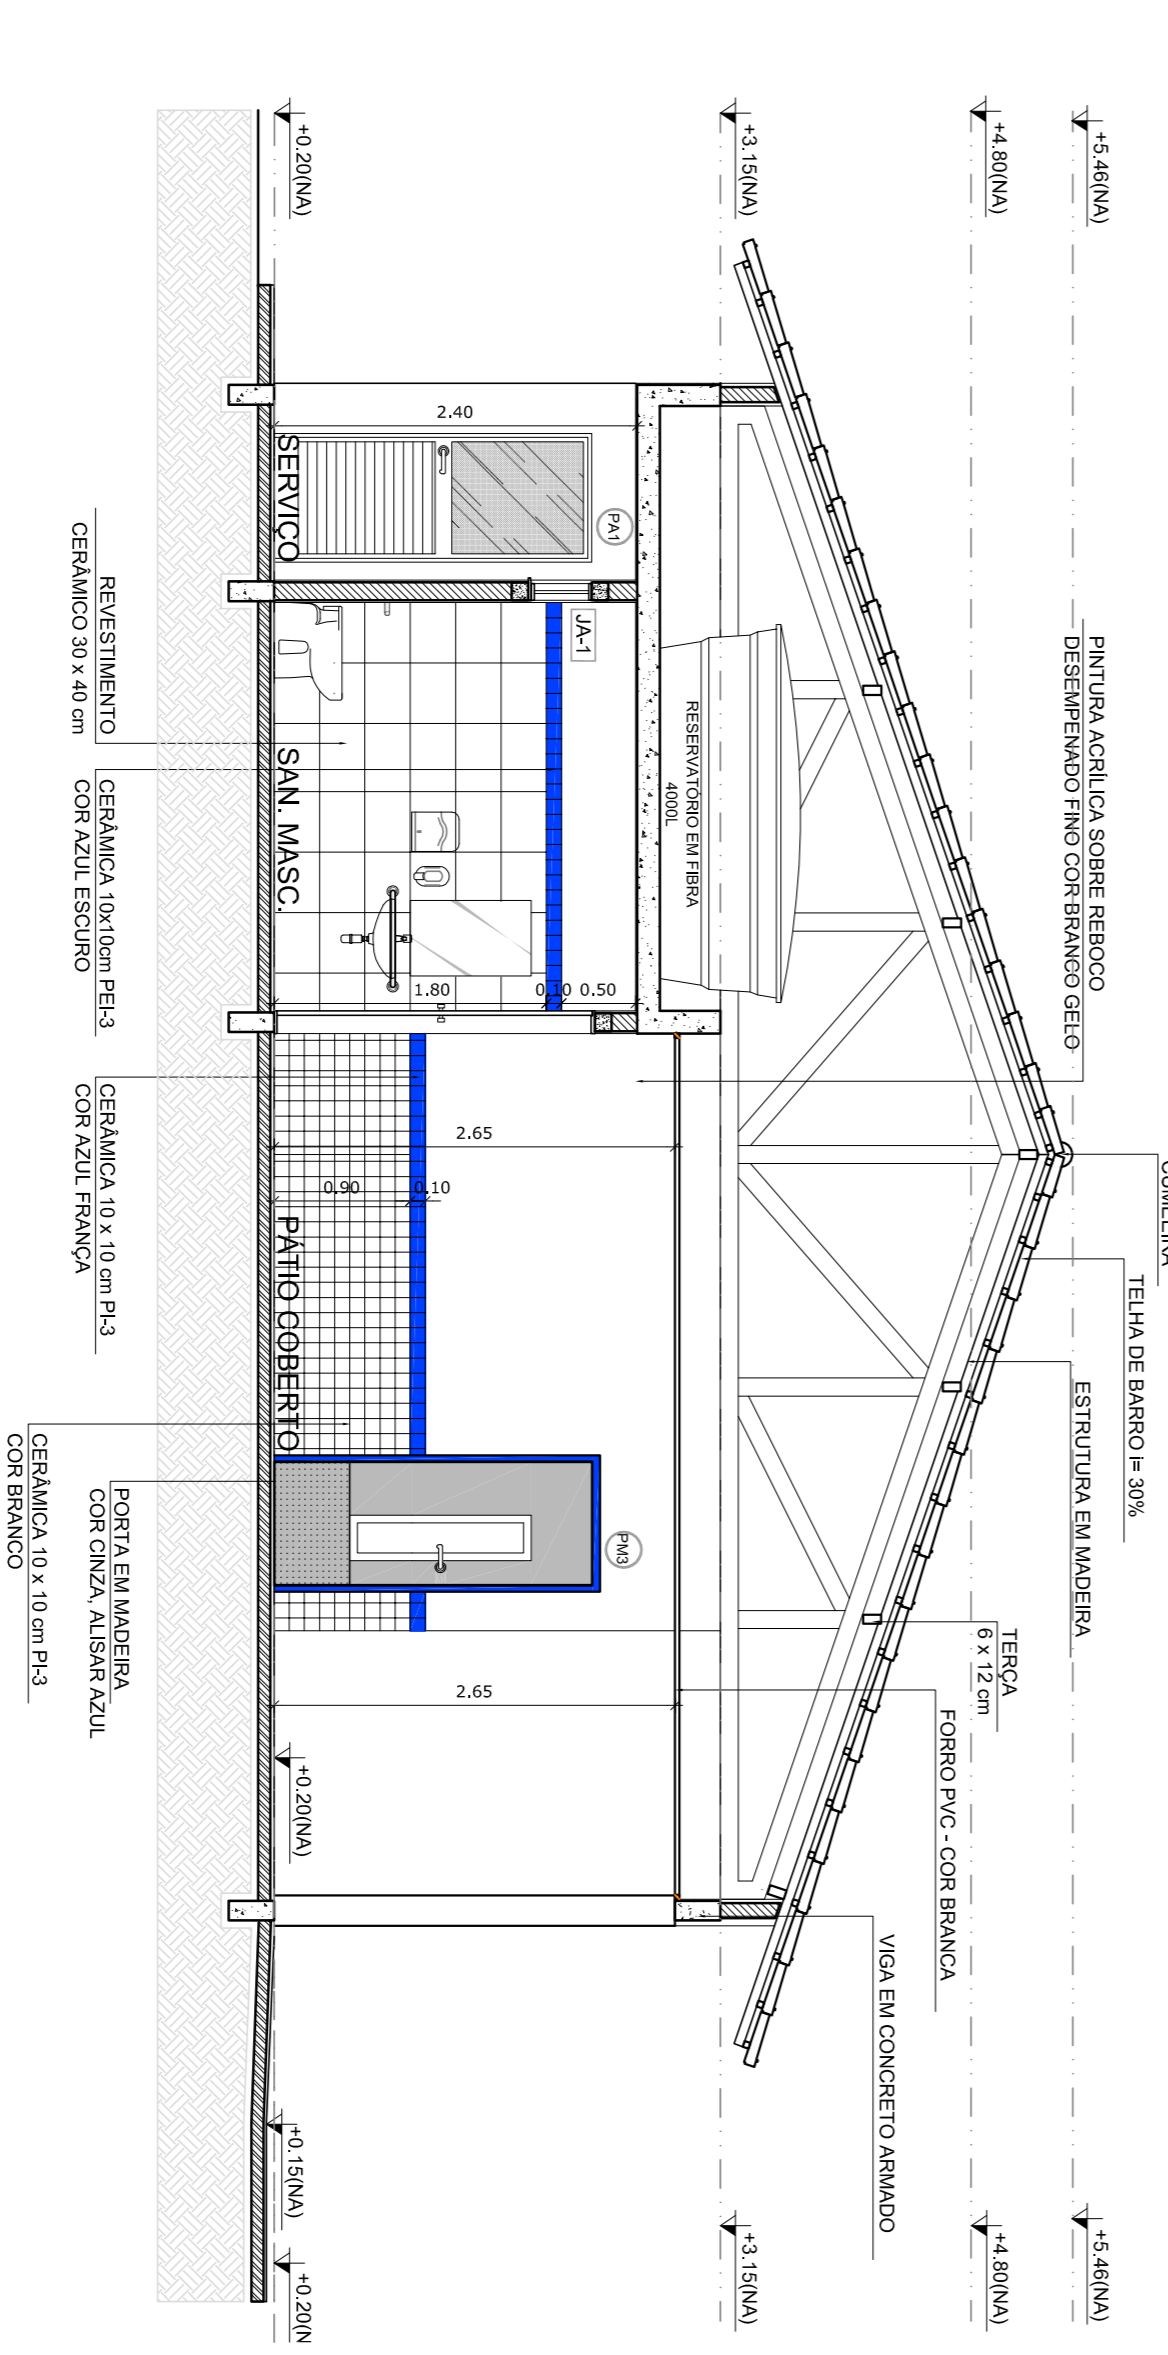 CUMEEIRA
TELHA DE BARRO i= 30%
ESTRUTURA EM MADEIRA
TERÇA
6 x 12 cm
FORRO PVC - COR BRANCA
VIGA EM CONCRETO ARMADO
PINTURA ACRÍLICA SOBRE REBOCO
DESEMPENADO FINO COR BRANCO GELO
+5.46(NA)
+5.46(NA)
+4.80(NA)
+4.80(NA)
+3.15(NA)
+3.15(NA)
RESERVATÓRIO EM FIBRA
4000L
PA1
JA-1
PM3
2.40
0.50
0.10
1.80
2.65
0.90
0.10
2.65
SERVIÇO
SAN. MASC.
PÁTIO COBERTO
+0.20(NA)
+0.20(NA)
+0.15(NA)
+0.20(N
REVESTIMENTO
CERÂMICO 30 x 40 cm
CERÂMICA 10x10cm PEI-3
COR AZUL ESCURO
CERÂMICA 10 x 10 cm PI-3
COR AZUL FRANÇA
PORTA EM MADEIRA
COR CINZA, ALISAR AZUL
CERÂMICA 10 x 10 cm PI-3
COR BRANCO